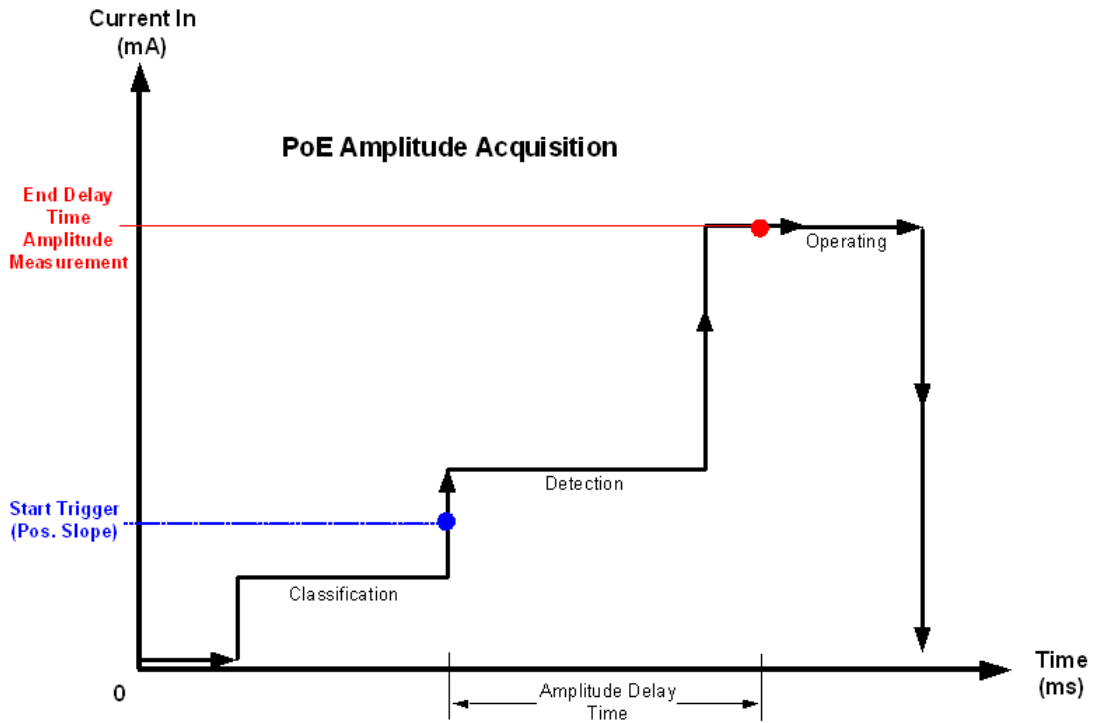 Current In
(mA)
PoE Amplitude Acquisition
End Delay
Time
Amplitude
Measurement
Operating
Detection
Start Trigger
(Pos. Slope)
Classification
Time
(ms)
0
Amplitude Delay
Time